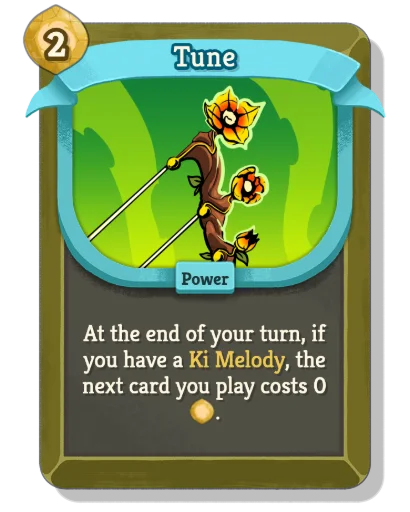 2
Tune
Power
At the end of your turn, if
you have a Ki Melody, the
next card you play costs 0
.